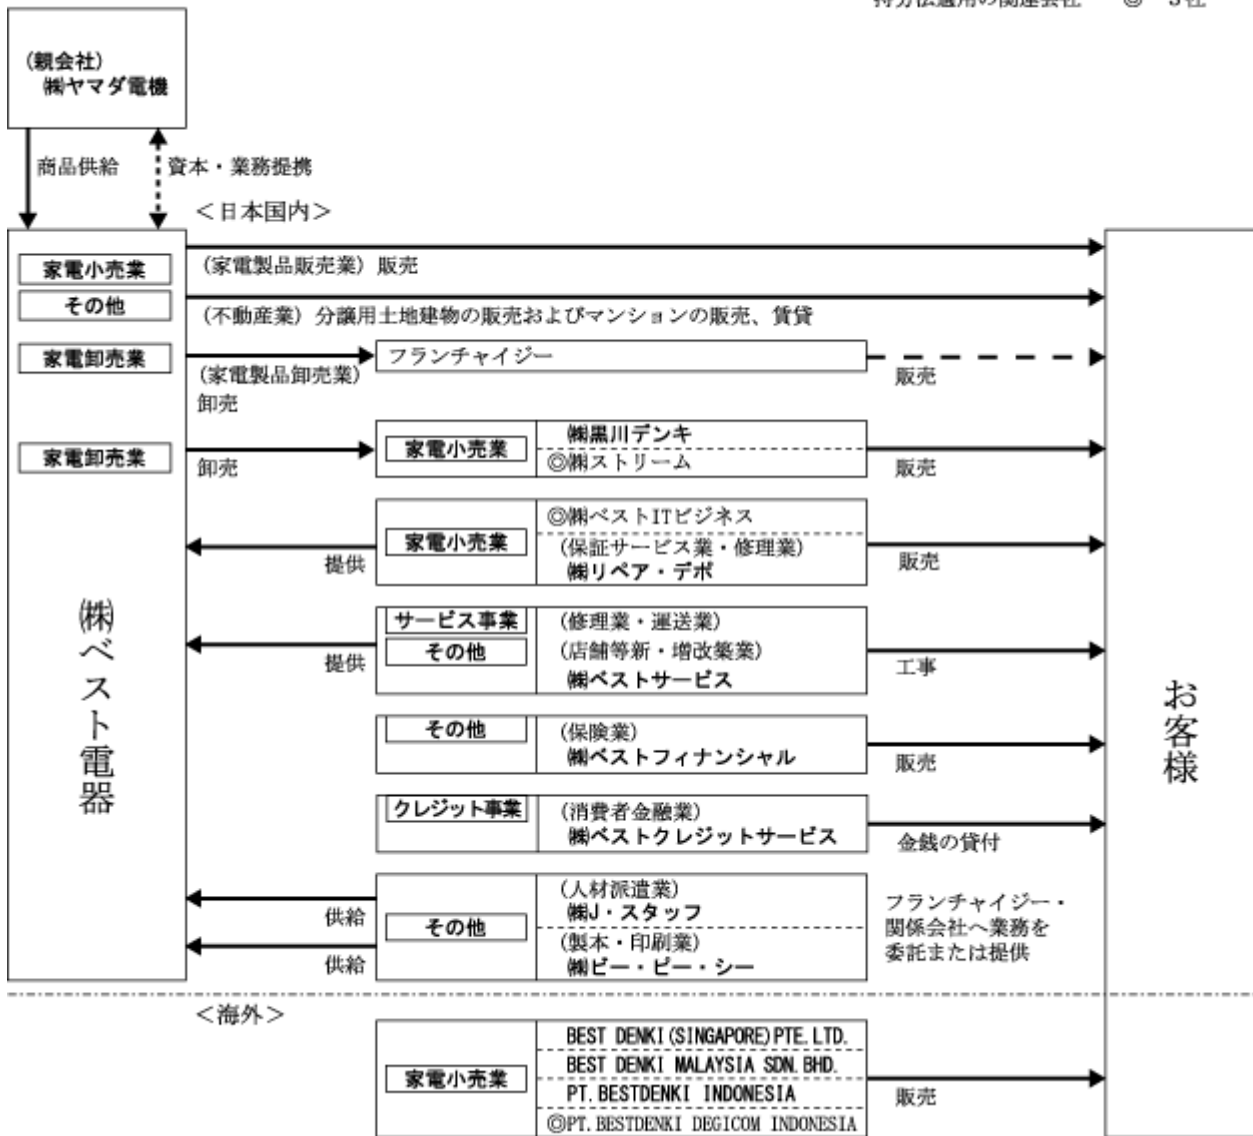 持分法適用の関連会社 ◎ 3社
(親会社)
㈱ヤマダ電機
商品供給
資本・業務提携
＜日本国内＞
家電小売業
(家電製品販売業) 販売
その他
(不動産業) 分譲用土地建物の販売およびマンションの販売、賃貸
家電卸売業
(家電製品卸売業)
卸売
フランチャイジー
販売
家電卸売業
卸売
家電小売業
㈱黒川デンキ
◎㈱ストリーム
販売
提供
家電小売業
◎㈱ベストITビジネス
(保証サービス業・修理業)
㈱リペア・デポ
販売
提供
サービス事業
その他
(修理業・運送業)
(店舗等新・増改築業)
㈱ベストサービス
工事
その他
(保険業)
㈱ベストフィナンシャル
販売
クレジット事業
(消費者金融業)
㈱ベストクレジットサービス
金銭の貸付
供給
供給
その他
(人材派遣業)
㈱J・スタッフ
(製本・印刷業)
㈱ビー・ピー・シー
フランチャイジー・
関係会社へ業務を
委託または提供
㈱ベスト電器
お客様
＜海外＞
家電小売業
BEST DENKI(SINGAPORE)PTE.LTD.
BEST DENKI MALAYSIA SDN.BHD.
PT.BESTDENKI INDONESIA
◎PT.BESTDENKI DEGICOM INDONESIA
販売